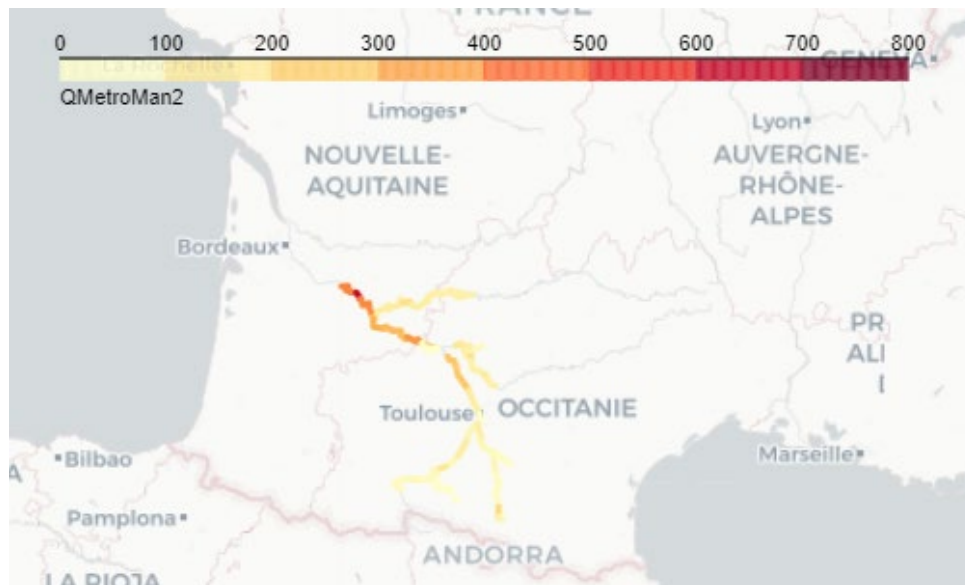 FRANCE
0 100 200 300 400 500 600 700 800
La Rochelle
GENEVA
QMetroMan2
Limoges
Lyon
NOUVELLE-
AQUITAINE
AUVERGNE-
RHÔNE-
ALPES
Bordeaux
PR
ALI
Toulouse
OCCITANIE
Marseille
Bilbao
A
Pamplona
ANDORRA
LA RIOJA